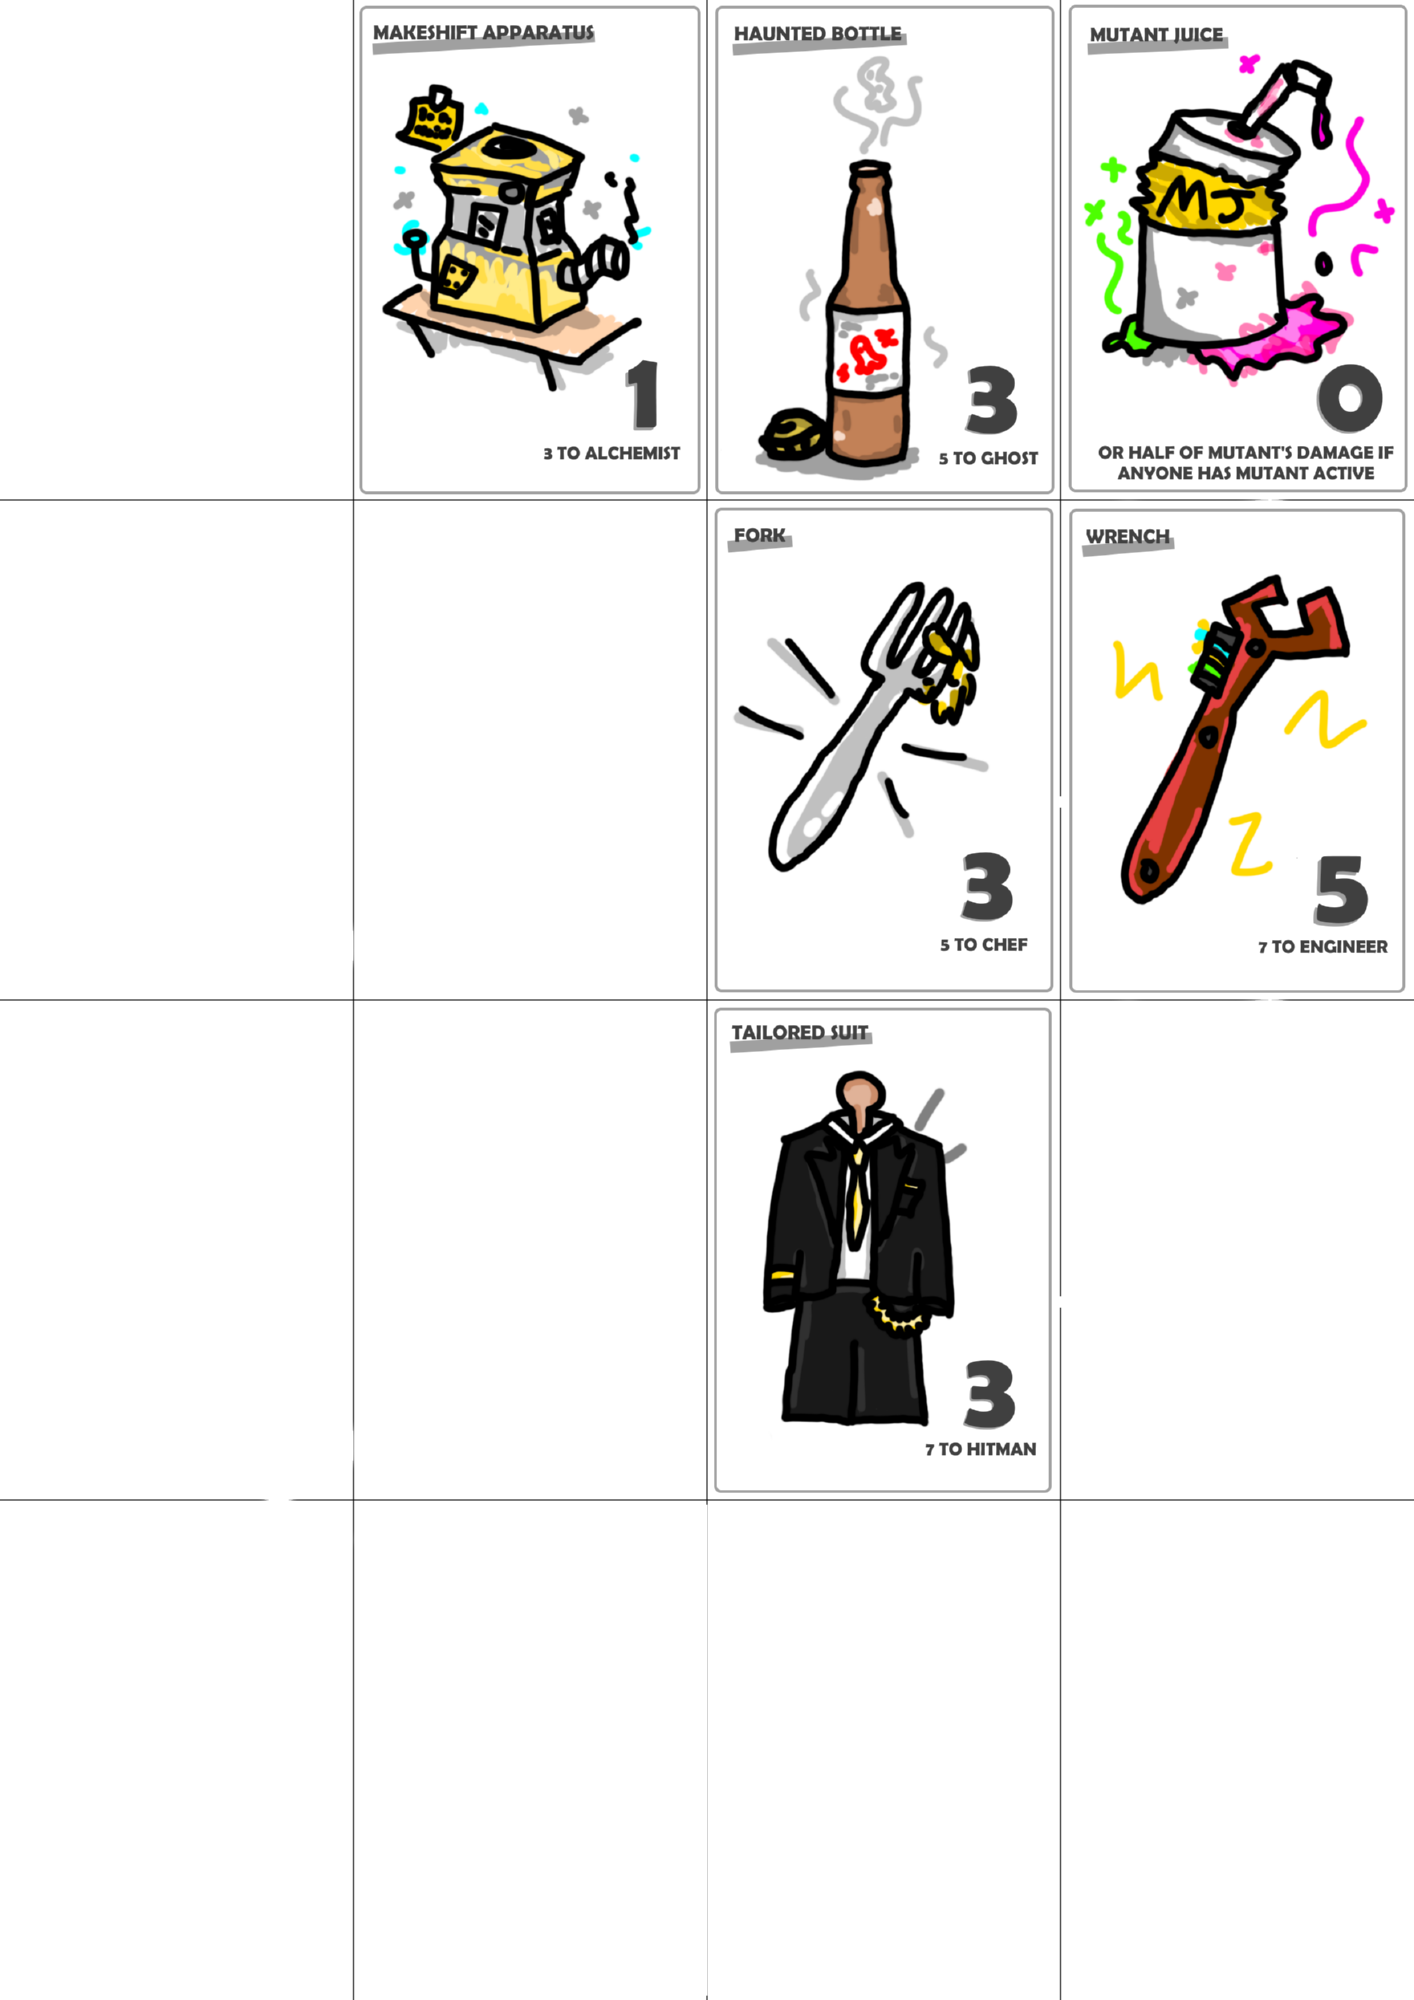 MAKESHIFT APPARATUS
1
3 TO ALCHEMIST
HAUNTED BOTTLE
3
5 TO GHOST
MUTANT JUICE
MJ
0
OR HALF OF MUTANT'S DAMAGE IF
ANYONE HAS MUTANT ACTIVE
FORK
3
5 TO CHEF
WRENCH
5
7 TO ENGINEER
TAILORED SUIT
3
7 TO HITMAN